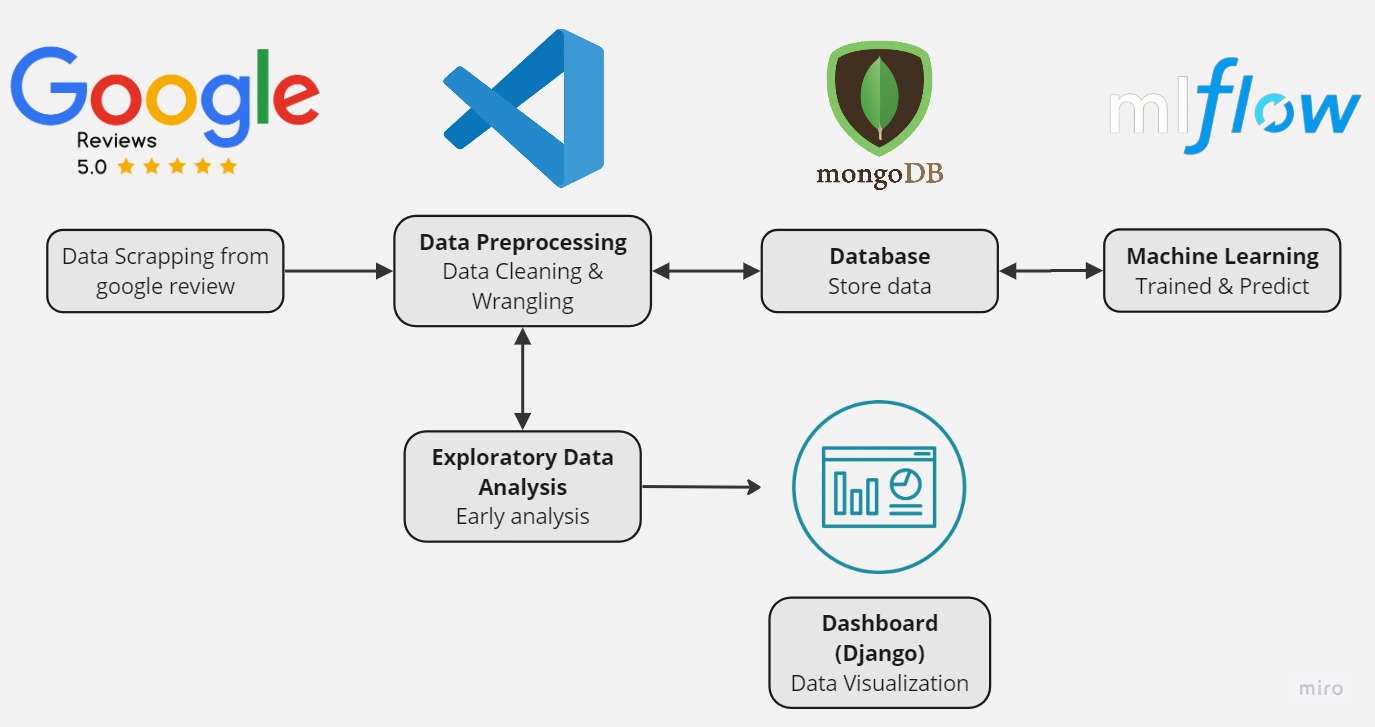 Google
Reviews
5.0
mongoDB
mlflow
Data Scrapping from
google review
Data Preprocessing
Data Cleaning &
Wrangling
Database
Store data
Machine Learning
Trained & Predict
Exploratory Data
Analysis
Early analysis
Dashboard
(Django)
Data Visualization
miro